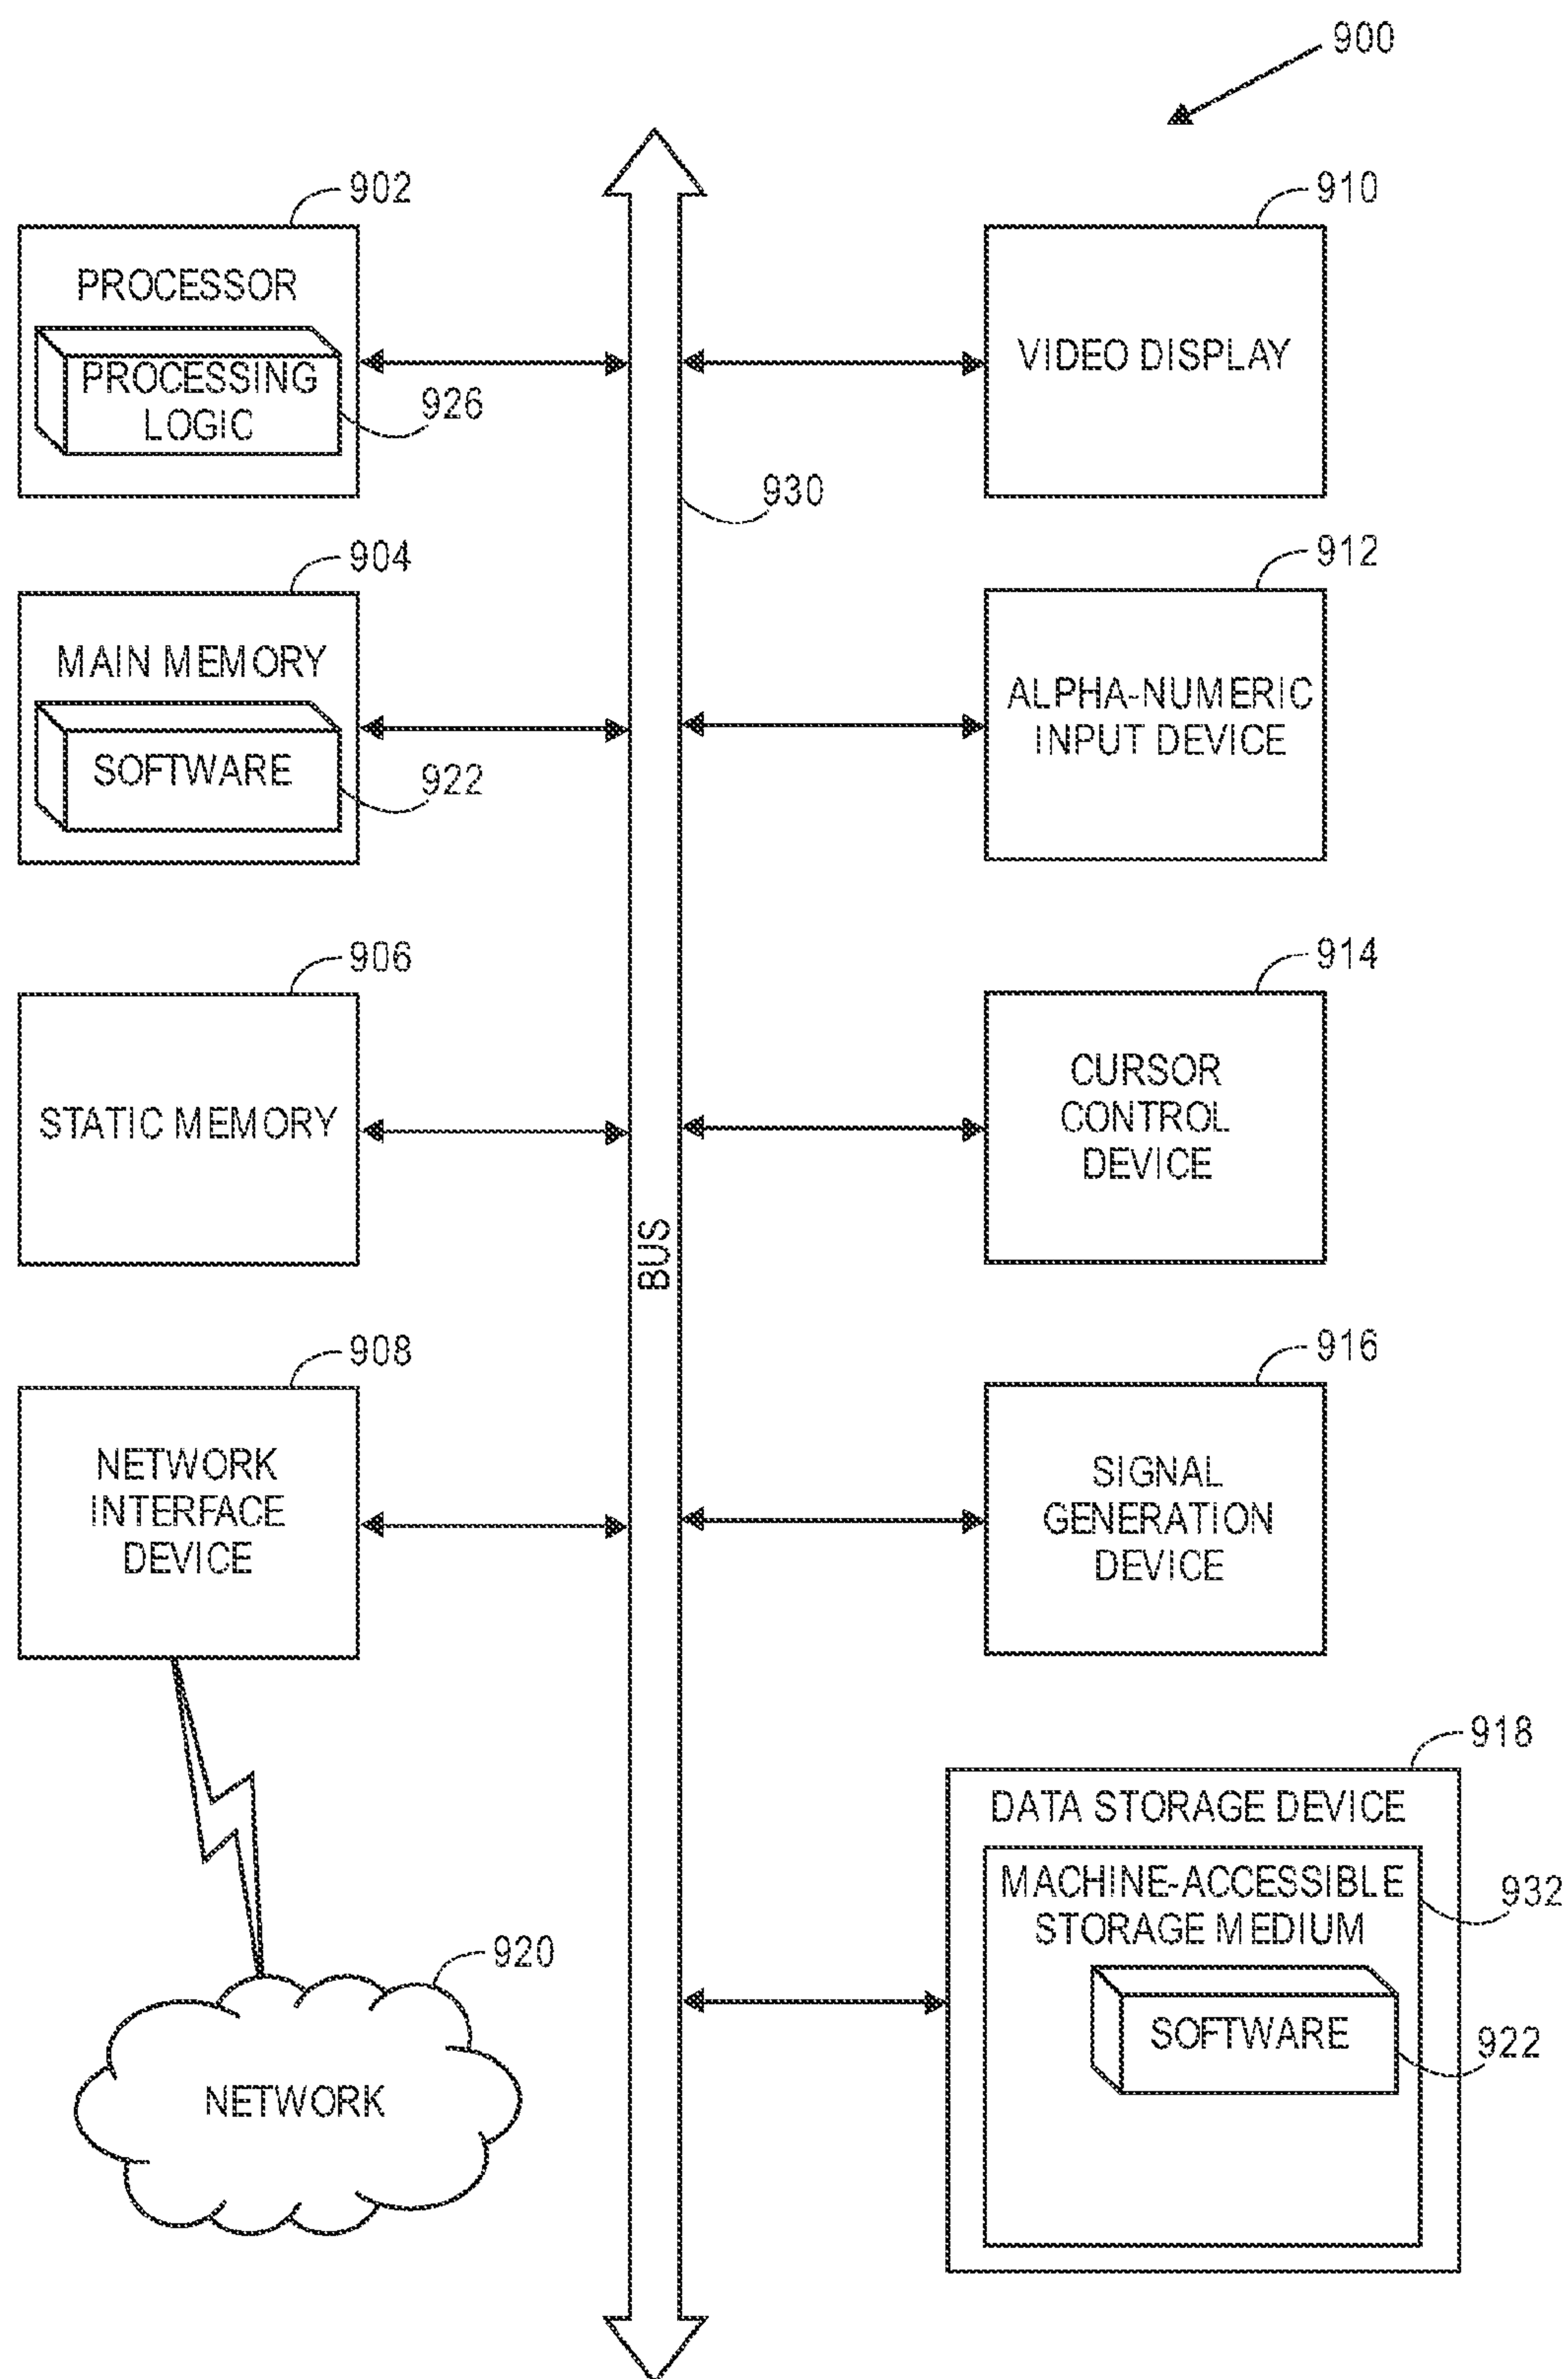 900
902
PROCESSOR
PROCESSING
LOGIC
926
910
VIDEO DISPLAY
930
904
MAIN MEMORY
SOFTWARE
922
912
ALPHA-NUMERIC
INPUT DEVICE
906
STATIC MEMORY
914
CURSOR
CONTROL
DEVICE
BUS
908
NETWORK
INTERFACE
DEVICE
916
SIGNAL
GENERATION
DEVICE
918
DATA STORAGE DEVICE
MACHINE-ACCESSIBLE
STORAGE MEDIUM
932
SOFTWARE
922
920
NETWORK